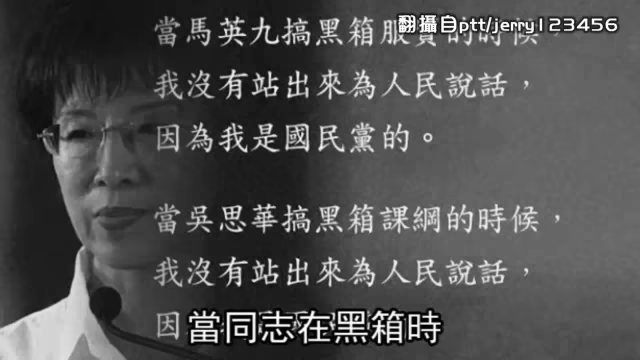 翻攝自ptt/jerry123456
當馬英九搞黑箱服貿的時候，
我沒有站出來為人民說話，
因為我是國民黨的。
當吳思華搞黑箱課綱的時候，
我沒有站出來為人民說話，
因
當同志在黑箱時